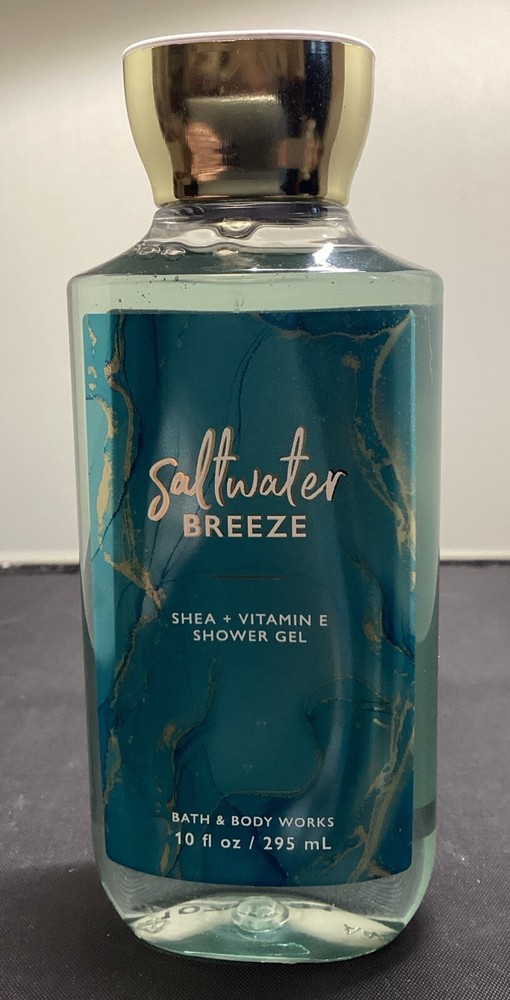 saltwater
BREEZE
SHEA + VITAMIN E
SHOWER GEL
BATH & BODY WORKS
10 fl oz / 295 mL